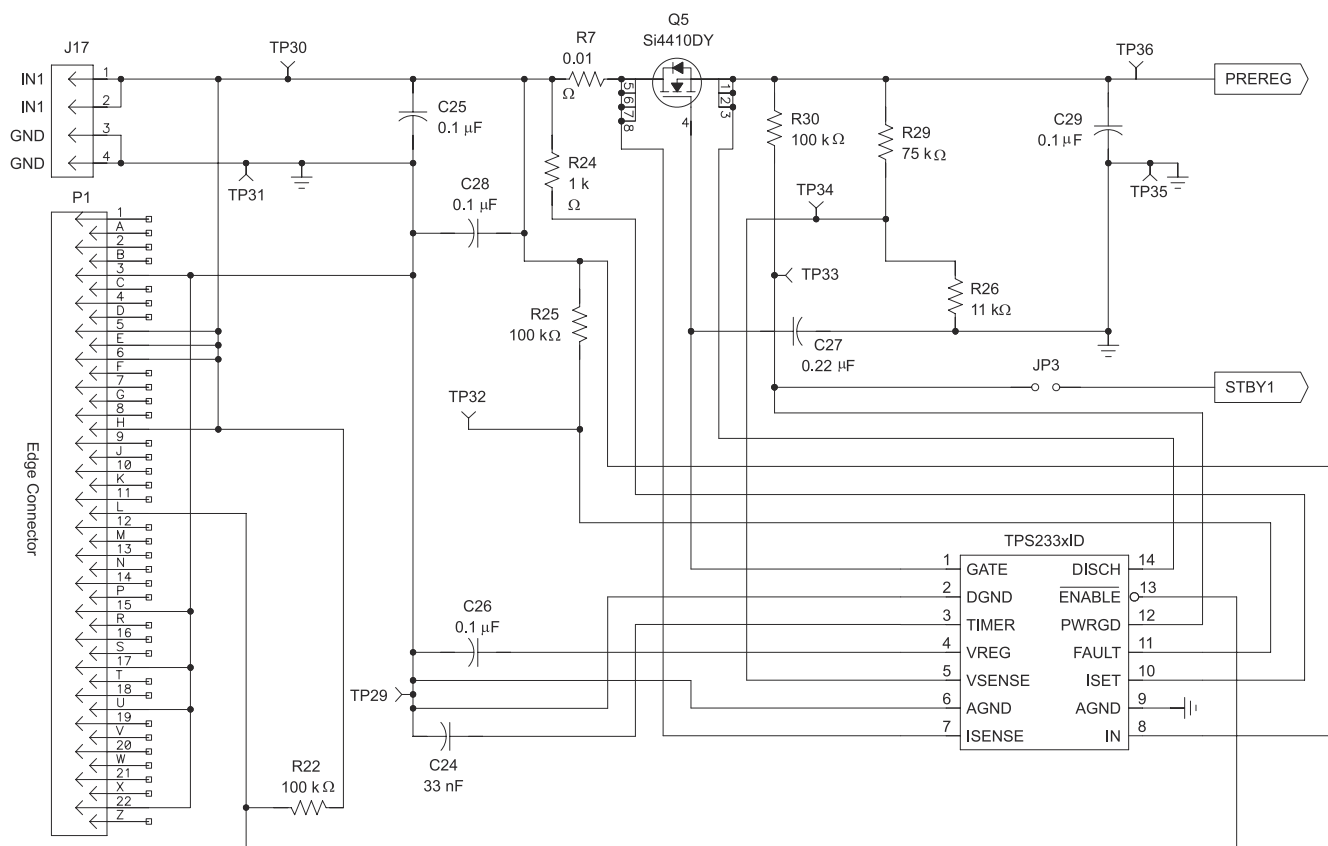 Q5
Si4410DY
J17
TP30
R7
0.01
Ω
TP36
IN1
1
IN1
2
GND
3
GND
4
5
6
7
8
1
2
3
4
PREREG
C25
0.1 μF
R24
1 k
Ω
R30
100 kΩ
R29
75 kΩ
C29
0.1 μF
TP31
TP35
P1
C28
0.1 μF
TP34
TP33
R26
11 kΩ
R25
100 kΩ
C27
0.22 μF
JP3
STBY1
TP32
Edge Connector
1
A
2
B
3
C
4
D
5
E
6
F
7
G
8
H
9
J
10
K
11
L
12
M
13
N
14
P
15
R
16
S
17
T
18
U
19
V
20
W
21
X
22
Z
TPS233xID
1 GATE DISCH 14
2 DGND ENABLE 13
3 TIMER PWRGD 12
4 VREG FAULT 11
5 VSENSE ISET 10
6 AGND AGND 9
7 ISENSE IN 8
C26
0.1 μF
TP29
C24
33 nF
R22
100 kΩ